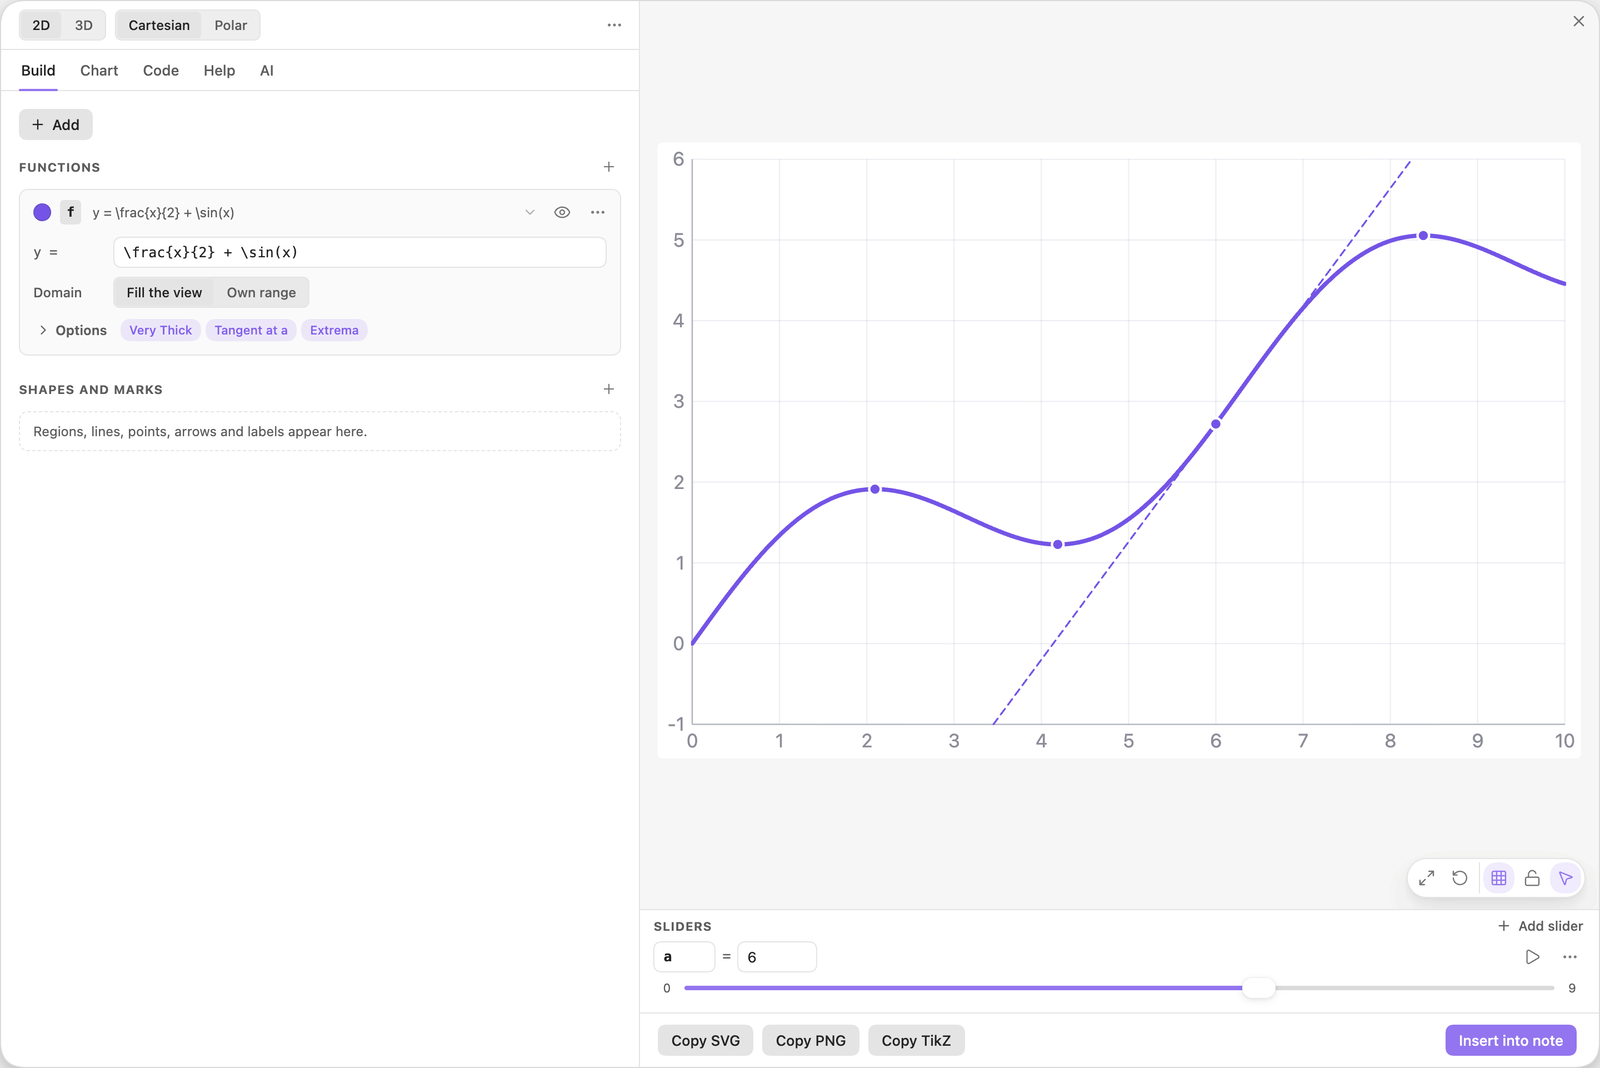 2D 3D Cartesian Polar
Build Chart Code Help AI
+ Add
FUNCTIONS
f y = \frac{x}{2} + \sin(x)
y = \frac{x}{2} + \sin(x)
Domain Fill the view Own range
Options Very Thick Tangent at a Extrema
SHAPES AND MARKS
Regions, lines, points, arrows and labels appear here.
6
5
4
3
2
1
0
-1
0 1 2 3 4 5 6 7 8 9 10
SLIDERS + Add slider
a = 6
0 9
Copy SVG Copy PNG Copy TikZ Insert into note